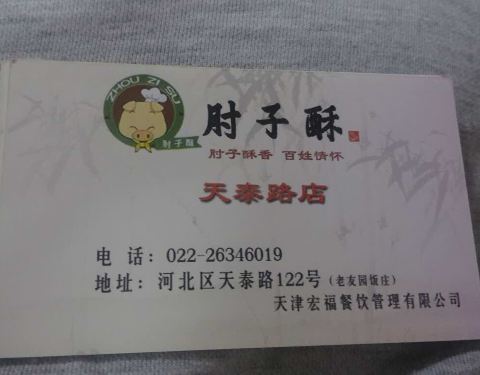 ZHOU ZI SU
肘子酥
肘子酥
肘子酥香 百姓情怀
天泰路店
电 话：022-26346019
地址：河北区天泰路122号（老友园饭庄）
天津宏福餐饮管理有限公司